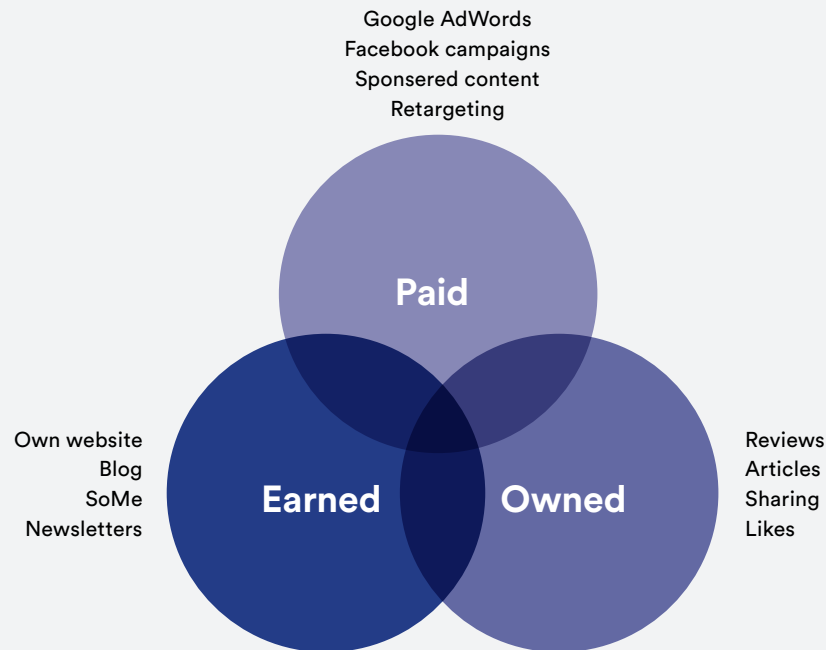 Google AdWords
Facebook campaigns
Sponsered content
Retargeting
Paid
Own website
Blog
SoMe
Newsletters
Earned
Owned
Reviews
Articles
Sharing
Likes